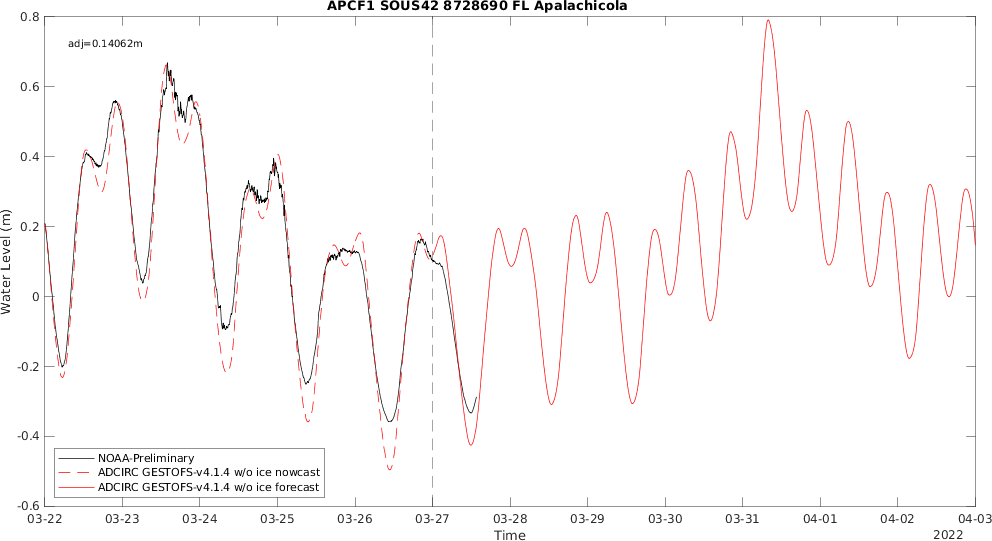 APCF1 SOUS42 8728690 FL Apalachicola
adj=0.14062m
Water Level (m)
0.8
0.6
0.4
0.2
0
-0.2
-0.4
-0.6
NOAA-Preliminary
ADCIRC GESTOFS-v4.1.4 w/o ice nowcast
ADCIRC GESTOFS-v4.1.4 w/o ice forecast
03-22 03-23 03-24 03-25 03-26 03-27 03-28 03-29 03-30 03-31 04-01 04-02 04-03
Time
2022